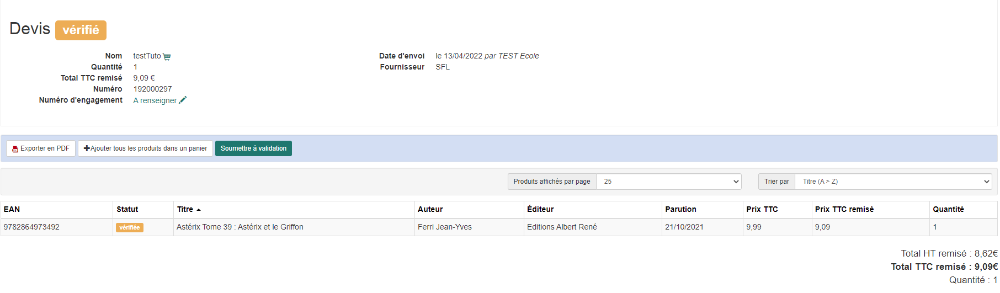 Devis vérifié
Nom testTuto
Quantité 1
Total TTC remisé 9,09 €
Numéro 192000297
Numéro d'engagement A renseigner
Date d'envoi le 13/04/2022 par TEST Ecole
Fournisseur SFL
Exporter en PDF Ajouter tous les produits dans un panier Soumettre à validation
Produits affichés par page 25 Trier par Titre (A > Z)
EAN Statut Titre Auteur Éditeur Parution Prix TTC Prix TTC remisé Quantité
9782864973492 vérifiée Astérix Tome 39 : Astérix et le Griffon Ferri Jean-Yves Editions Albert René 21/10/2021 9,99 9,09 1
Total HT remisé : 8,62€
Total TTC remisé : 9,09€
Quantité : 1